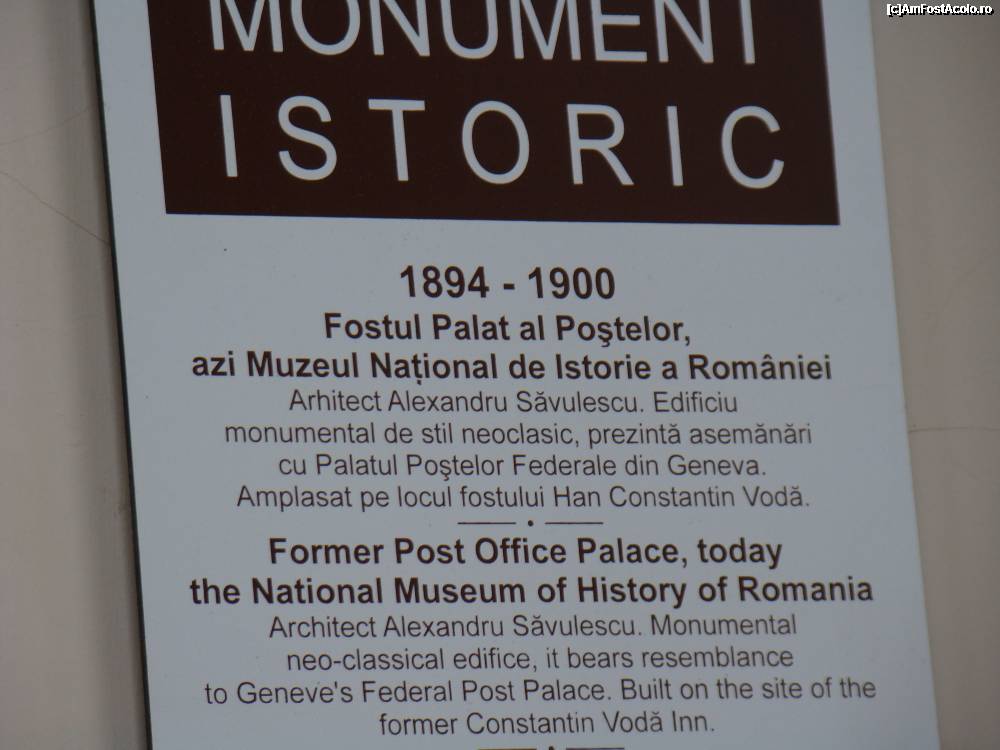 [c]AmFostAcolo.ro
MONUMENT
ISTORIC
1894 - 1900
Fostul Palat al Poştelor,
azi Muzeul Naţional de Istorie a României
Arhitect Alexandru Săvulescu. Edificiu
monumental de stil neoclasic, prezintă asemănări
cu Palatul Poştelor Federale din Geneva.
Amplasat pe locul fostului Han Constantin Vodă.
Former Post Office Palace, today
the National Museum of History of Romania
Architect Alexandru Săvulescu. Monumental
neo-classical edifice, it bears resemblance
to Geneve's Federal Post Palace. Built on the site of the
former Constantin Vodă Inn.